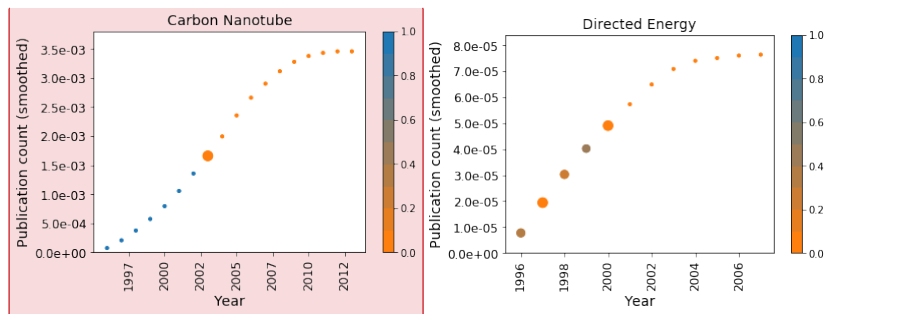 Carbon Nanotube
Publication count (smoothed)
3.5e-03
3.0e-03
2.5e-03
2.0e-03
1.5e-03
1.0e-03
5.0e-04
0.0e+00
1997
2000
2002
2005
2007
2010
2012
Year
1.0
0.8
0.6
0.4
0.2
0.0
Directed Energy
Publication count (smoothed)
8.0e-05
7.0e-05
6.0e-05
5.0e-05
4.0e-05
3.0e-05
2.0e-05
1.0e-05
0.0e+00
1996
1998
2000
2002
2004
2006
Year
1.0
0.8
0.6
0.4
0.2
0.0